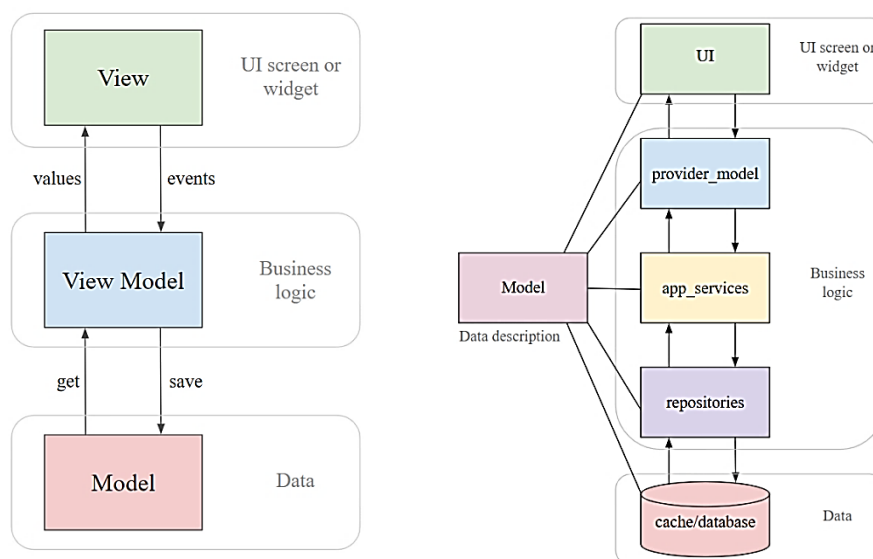 View
UI screen or
widget
values
events
View Model
Business
logic
get
save
Model
Data
UI
UI screen or
widget
provider_model
Model
Data description
app_services
Business
logic
repositories
cache/database
Data